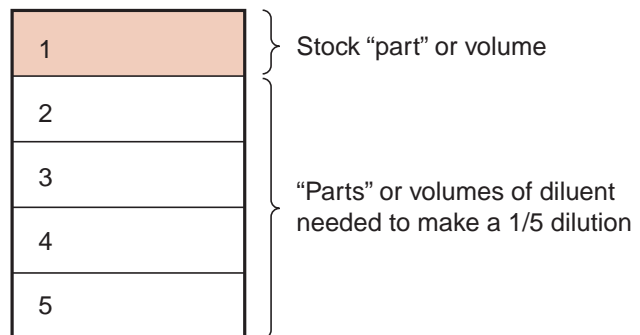 1
Stock “part” or volume
2
3
“Parts” or volumes of diluent
needed to make a 1/5 dilution
4
5